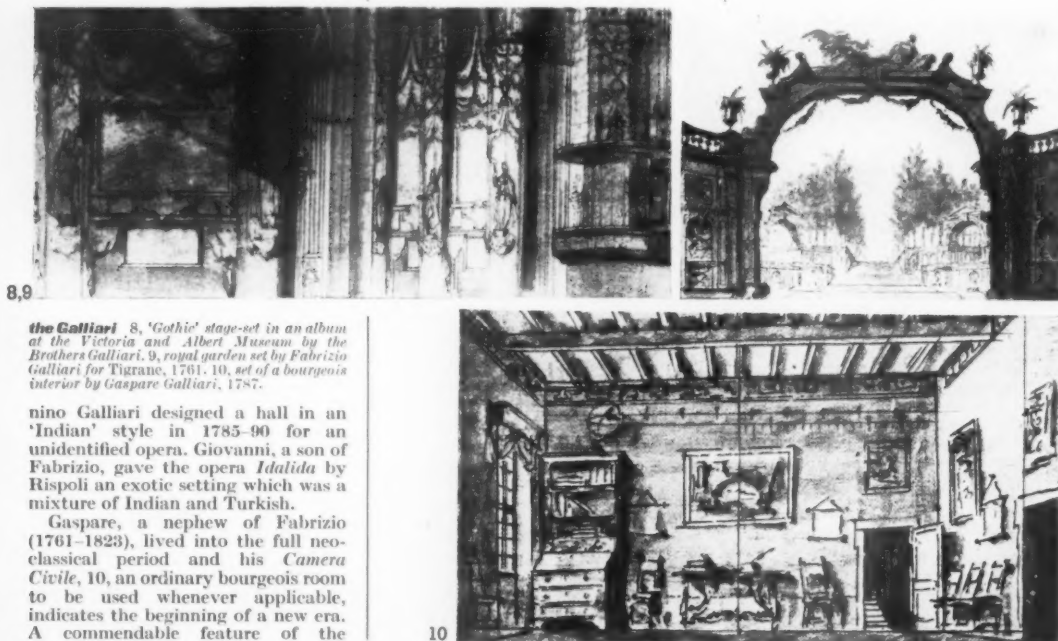 8,9
the Galliari 8, 'Gothic' stage-set in an album
at the Victoria and Albert Museum by the
Brothers Galliari. 9, royal garden set by Fabrizio
Galliari for Tigrane, 1761. 10, set of a bourgeois
interior by Gaspare Galliari, 1787.
nino Galliari designed a hall in an
'Indian' style in 1785–90 for an
unidentified opera. Giovanni, a son of
Fabrizio, gave the opera Idalida by
Rispoli an exotic setting which was a
mixture of Indian and Turkish.
Gaspare, a nephew of Fabrizio
(1761–1823), lived into the full neo-
classical period and his Camera
Civile, 10, an ordinary bourgeois room
to be used whenever applicable,
indicates the beginning of a new era.
A commendable feature of the
10